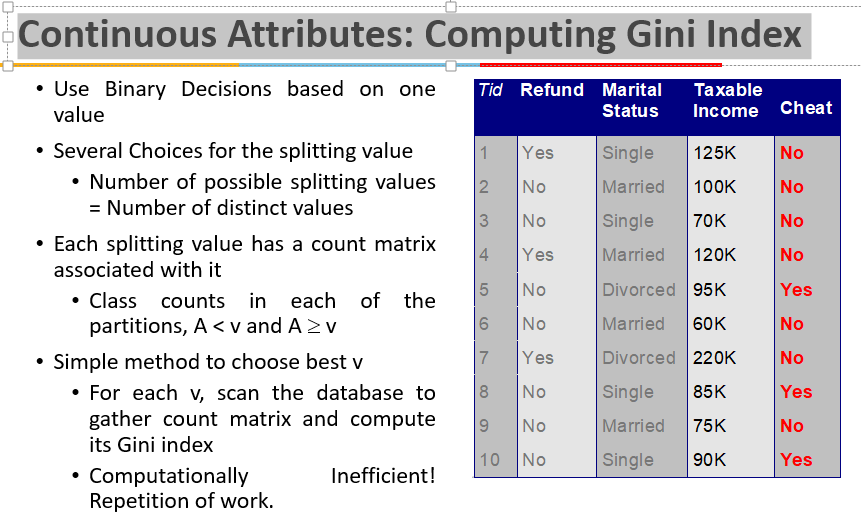 Continuous Attributes: Computing Gini Index
• Use Binary Decisions based on one
value
• Several Choices for the splitting value
• Number of possible splitting values
= Number of distinct values
• Each splitting value has a count matrix
associated with it
• Class counts in each of the
partitions, A < v and A ≥ v
• Simple method to choose best v
• For each v, scan the database to
gather count matrix and compute
its Gini index
• Computationally Inefficient!
Repetition of work.
Tid Refund Marital Status Taxable Income Cheat
1 Yes Single 125K No
2 No Married 100K No
3 No Single 70K No
4 Yes Married 120K No
5 No Divorced 95K Yes
6 No Married 60K No
7 Yes Divorced 220K No
8 No Single 85K Yes
9 No Married 75K No
10 No Single 90K Yes